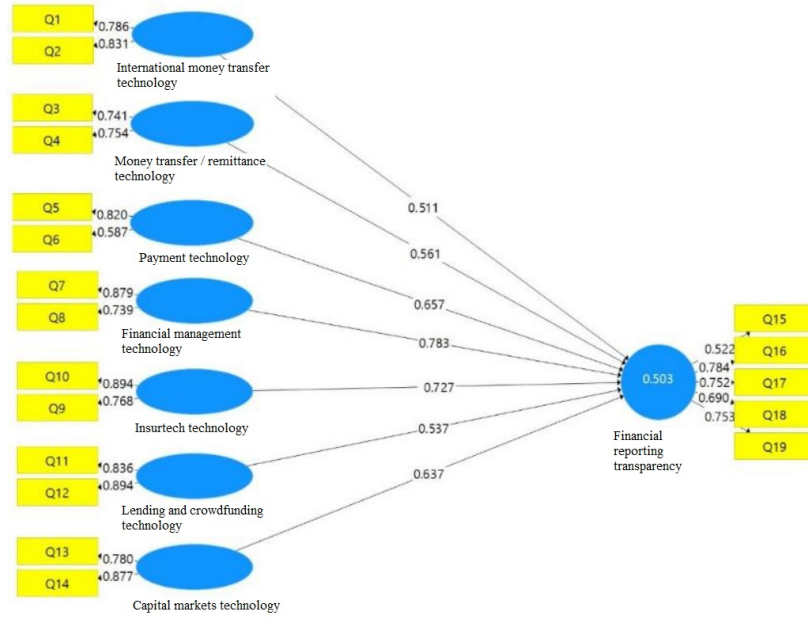 Q1
0.786
Q2
0.831
International money transfer
technology
Q3
0.741
Q4
0.754
Money transfer / remittance
technology
Q5
0.820
Q6
0.587
Payment technology
Q7
0.879
Q8
0.739
Financial management
technology
Q10
0.894
Q9
0.768
Insurtech technology
Q11
0.836
Q12
0.894
Lending and crowdfunding
technology
Q13
0.780
Q14
0.877
Capital markets technology
0.511
0.561
0.657
0.783
0.727
0.537
0.637
0.503
Financial
reporting
transparency
0.522
0.784
0.752
0.690
0.753
Q15
Q16
Q17
Q18
Q19